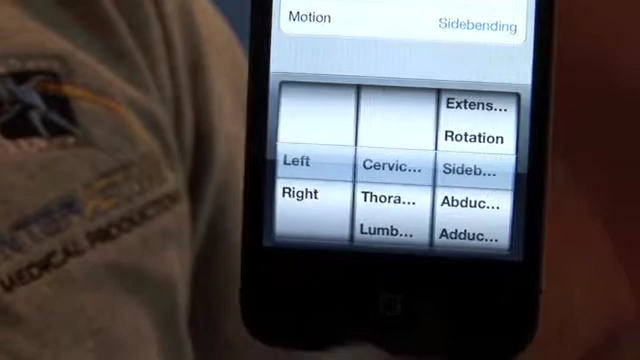 Motion Sidebending
Extens...
Rotation
Left Cervic... Sideb...
Right Thora... Abduc...
Lumb... Adduc...
MEDICAL PRODUCTION